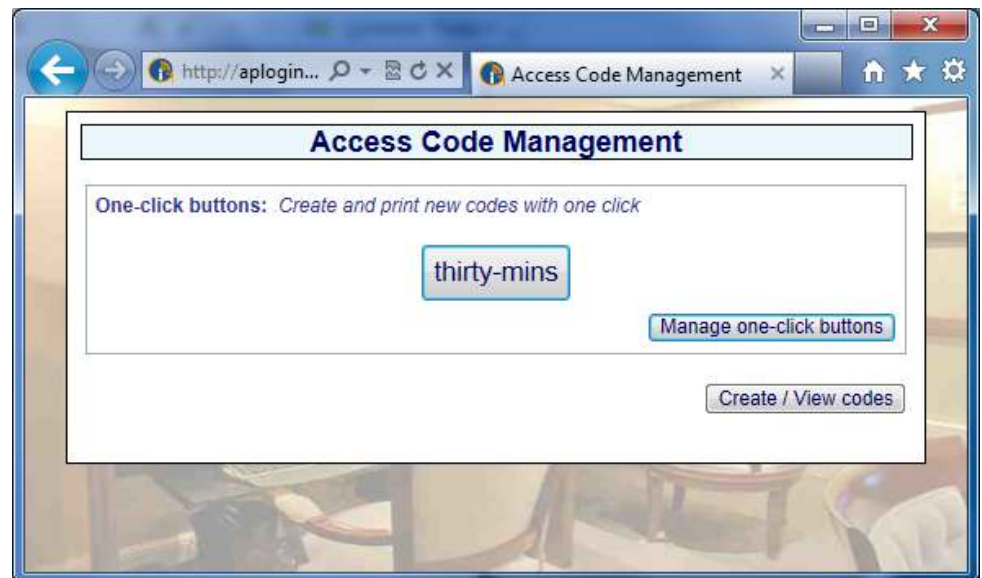 http://aplogin...
Access Code Management
Access Code Management
One-click buttons: Create and print new codes with one click
thirty-mins
Manage one-click buttons
Create / View codes